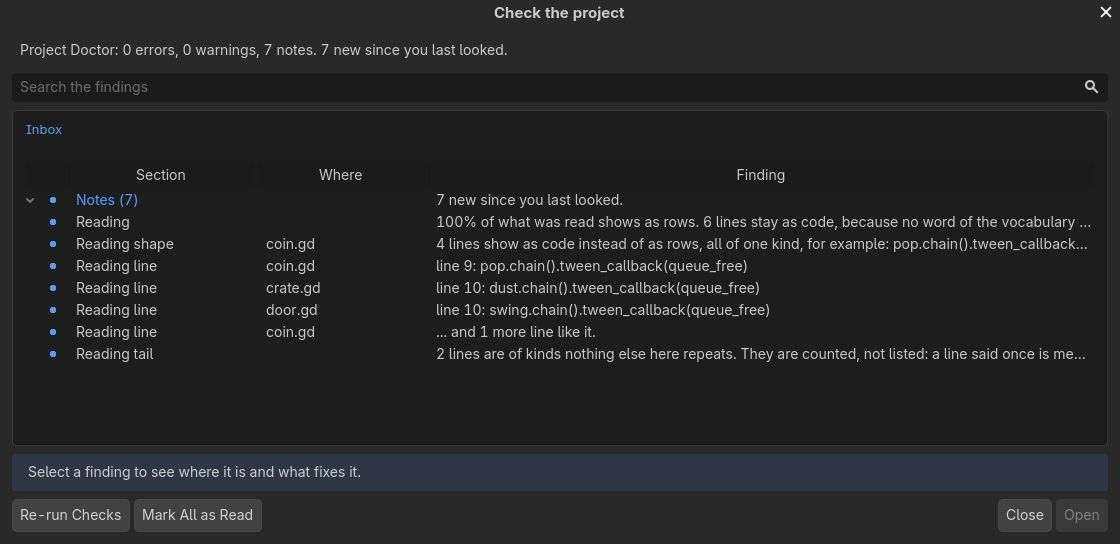 Check the project
Project Doctor: 0 errors, 0 warnings, 7 notes. 7 new since you last looked.
Search the findings
Inbox
Section Where Finding
Notes (7) 7 new since you last looked.
Reading 100% of what was read shows as rows. 6 lines stay as code, because no word of the vocabulary ...
Reading shape coin.gd 4 lines show as code instead of as rows, all of one kind, for example: pop.chain().tween_callback...
Reading line coin.gd line 9: pop.chain().tween_callback(queue_free)
Reading line crate.gd line 10: dust.chain().tween_callback(queue_free)
Reading line door.gd line 10: swing.chain().tween_callback(queue_free)
Reading line coin.gd ... and 1 more line like it.
Reading tail 2 lines are of kinds nothing else here repeats. They are counted, not listed: a line said once is me...
Select a finding to see where it is and what fixes it.
Re-run Checks Mark All as Read Close Open